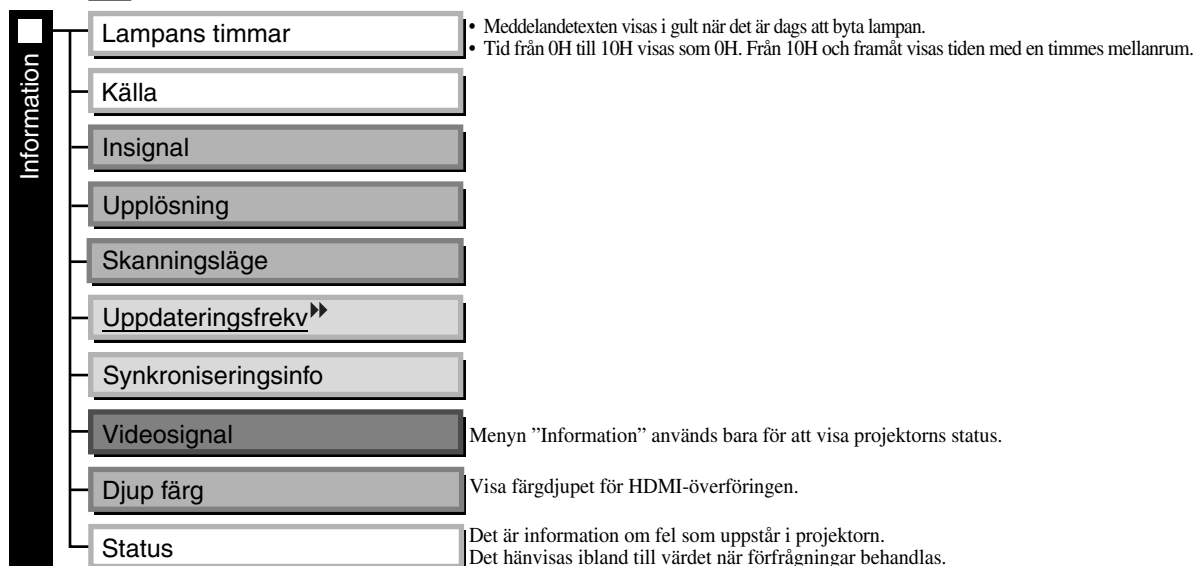 Information
Lampans timmar
• Meddelandetexten visas i gult när det är dags att byta lampan.
• Tid från 0H till 10H visas som 0H. Från 10H och framåt visas tiden med en timmes mellanrum.
Källa
Insignal
Upplösning
Skanningsläge
Uppdateringsfrekv
Synkroniseringsinfo
Videosignal
Menyn ”Information” används bara för att visa projektorns status.
Djup färg
Visa färgdjupet för HDMI-överföringen.
Status
Det är information om fel som uppstår i projektorn.
Det hänvisas ibland till värdet när förfrågningar behandlas.